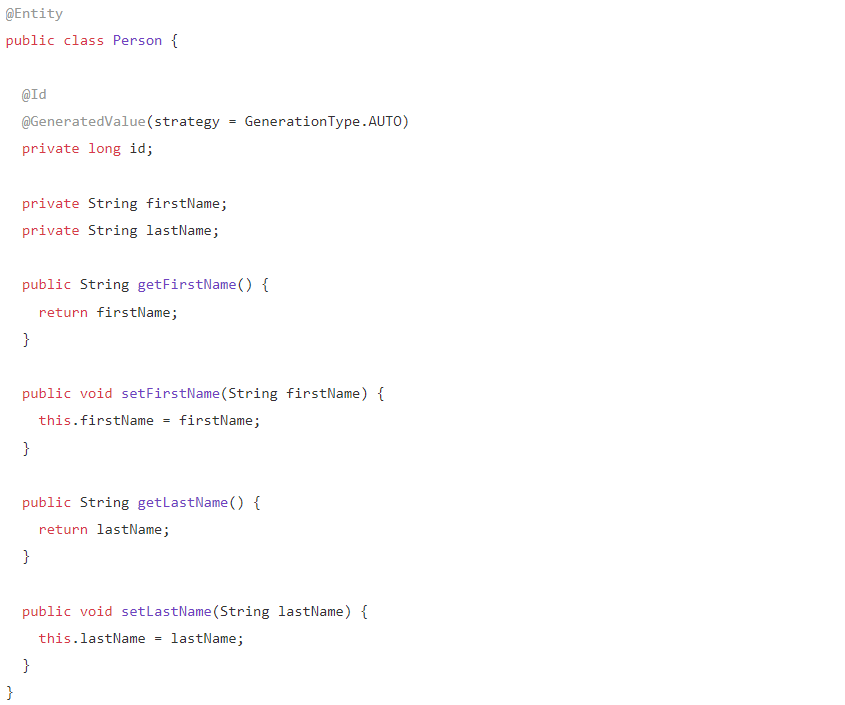 @Entity
public class Person {
@Id
@GeneratedValue(strategy = GenerationType.AUTO)
private long id;
private String firstName;
private String lastName;
public String getFirstName() {
return firstName;
}
public void setFirstName(String firstName) {
this.firstName = firstName;
}
public String getLastName() {
return lastName;
}
public void setLastName(String lastName) {
this.lastName = lastName;
}
}